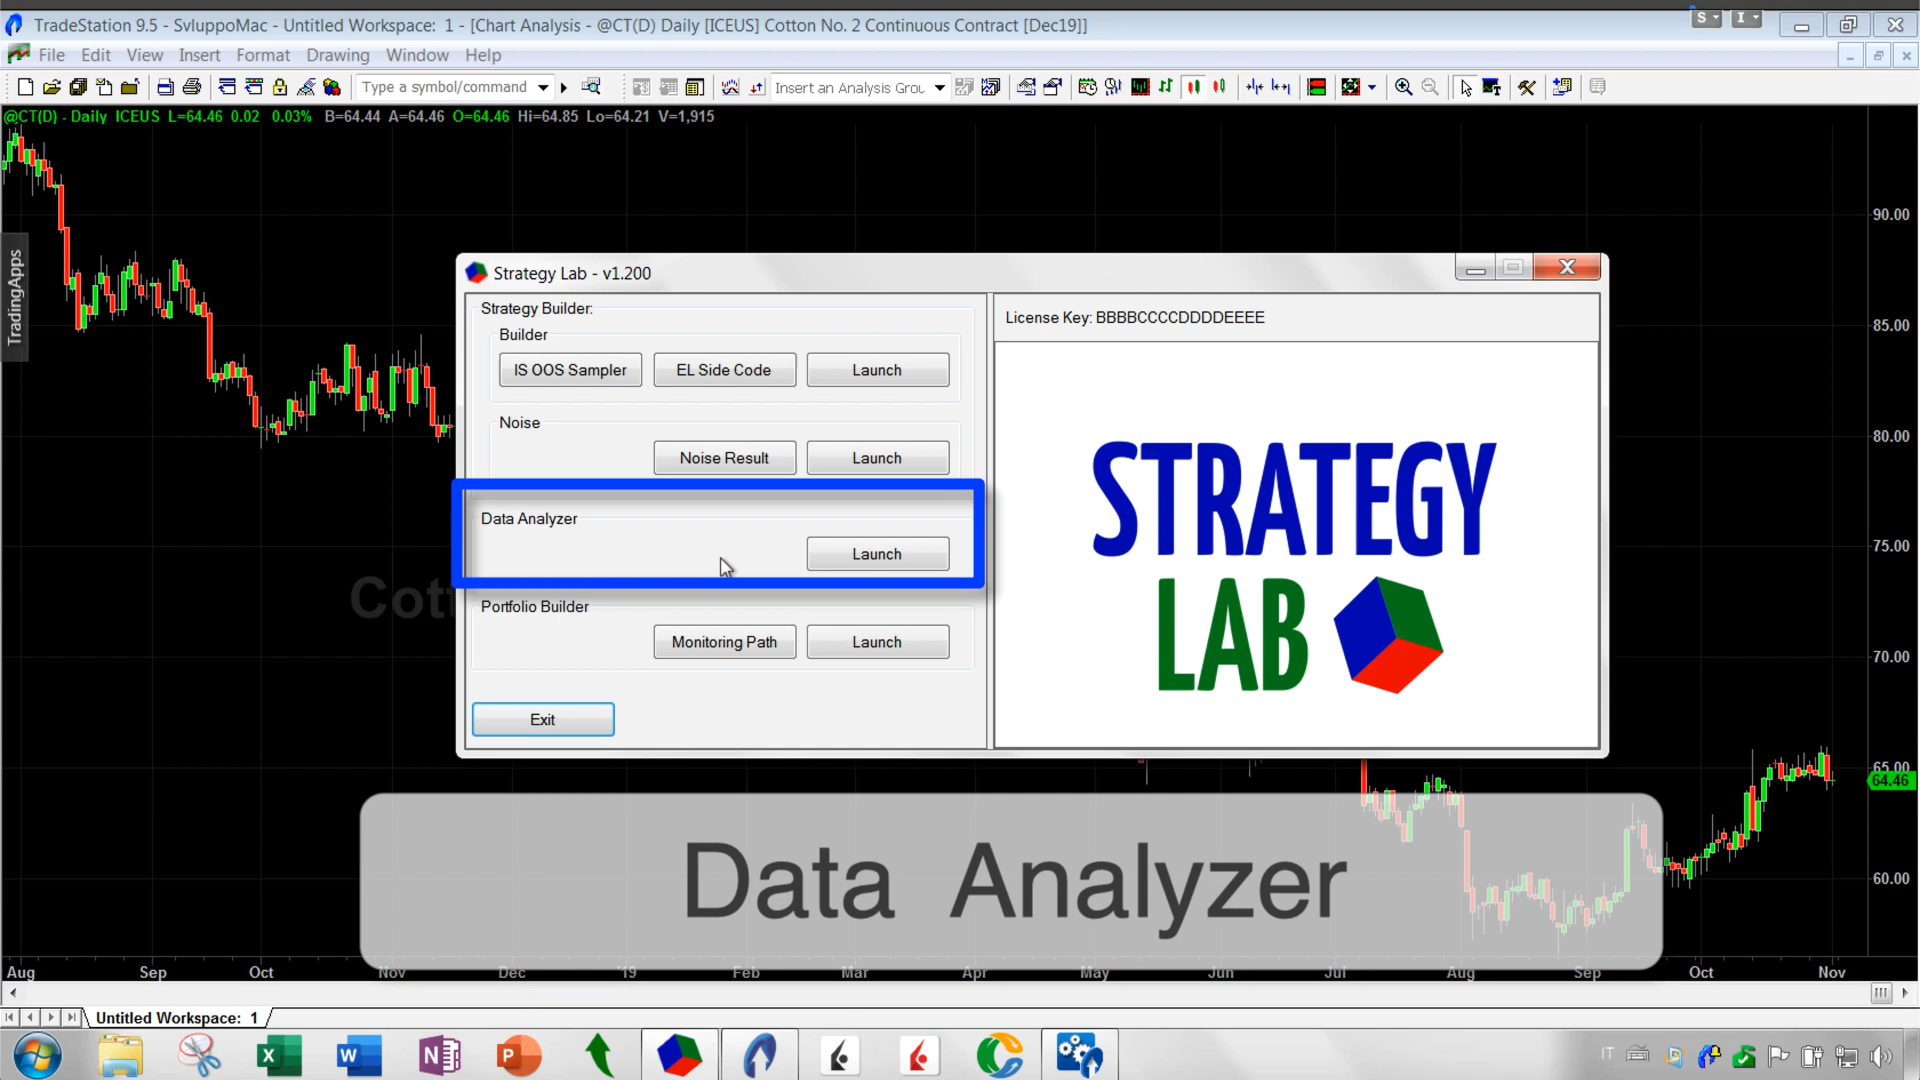 TradeStation 9.5 - SvluppoMac - Untitled Workspace: 1 - [Chart Analysis - @CT(D) Daily [ICEUS] Cotton No. 2 Continuous Contract [Dec19]]
S I
File Edit View Insert Format Drawing Window Help
Type a symbol/command
Insert an Analysis Grou
@CT(D) - Daily ICEUS L=64.46 0.02 0.03% B=64.44 A=64.46 O=64.46 Hi=64.85 Lo=64.21 V=1,915
TradingApps
90.00
85.00
80.00
75.00
70.00
65.00
64.46
60.00
Strategy Lab - v1.200
Strategy Builder:
Builder
IS OOS Sampler
EL Side Code
Launch
Noise
Noise Result
Launch
Data Analyzer
Launch
Portfolio Builder
Monitoring Path
Launch
Exit
License Key: BBBBCCCCDDDDEEEE
STRATEGY
LAB
Cott
Data Analyzer
Aug Sep Oct Nov Dec '19 Feb Mar Apr May Jun Jul Aug Sep Oct Nov
Untitled Workspace: 1
IT